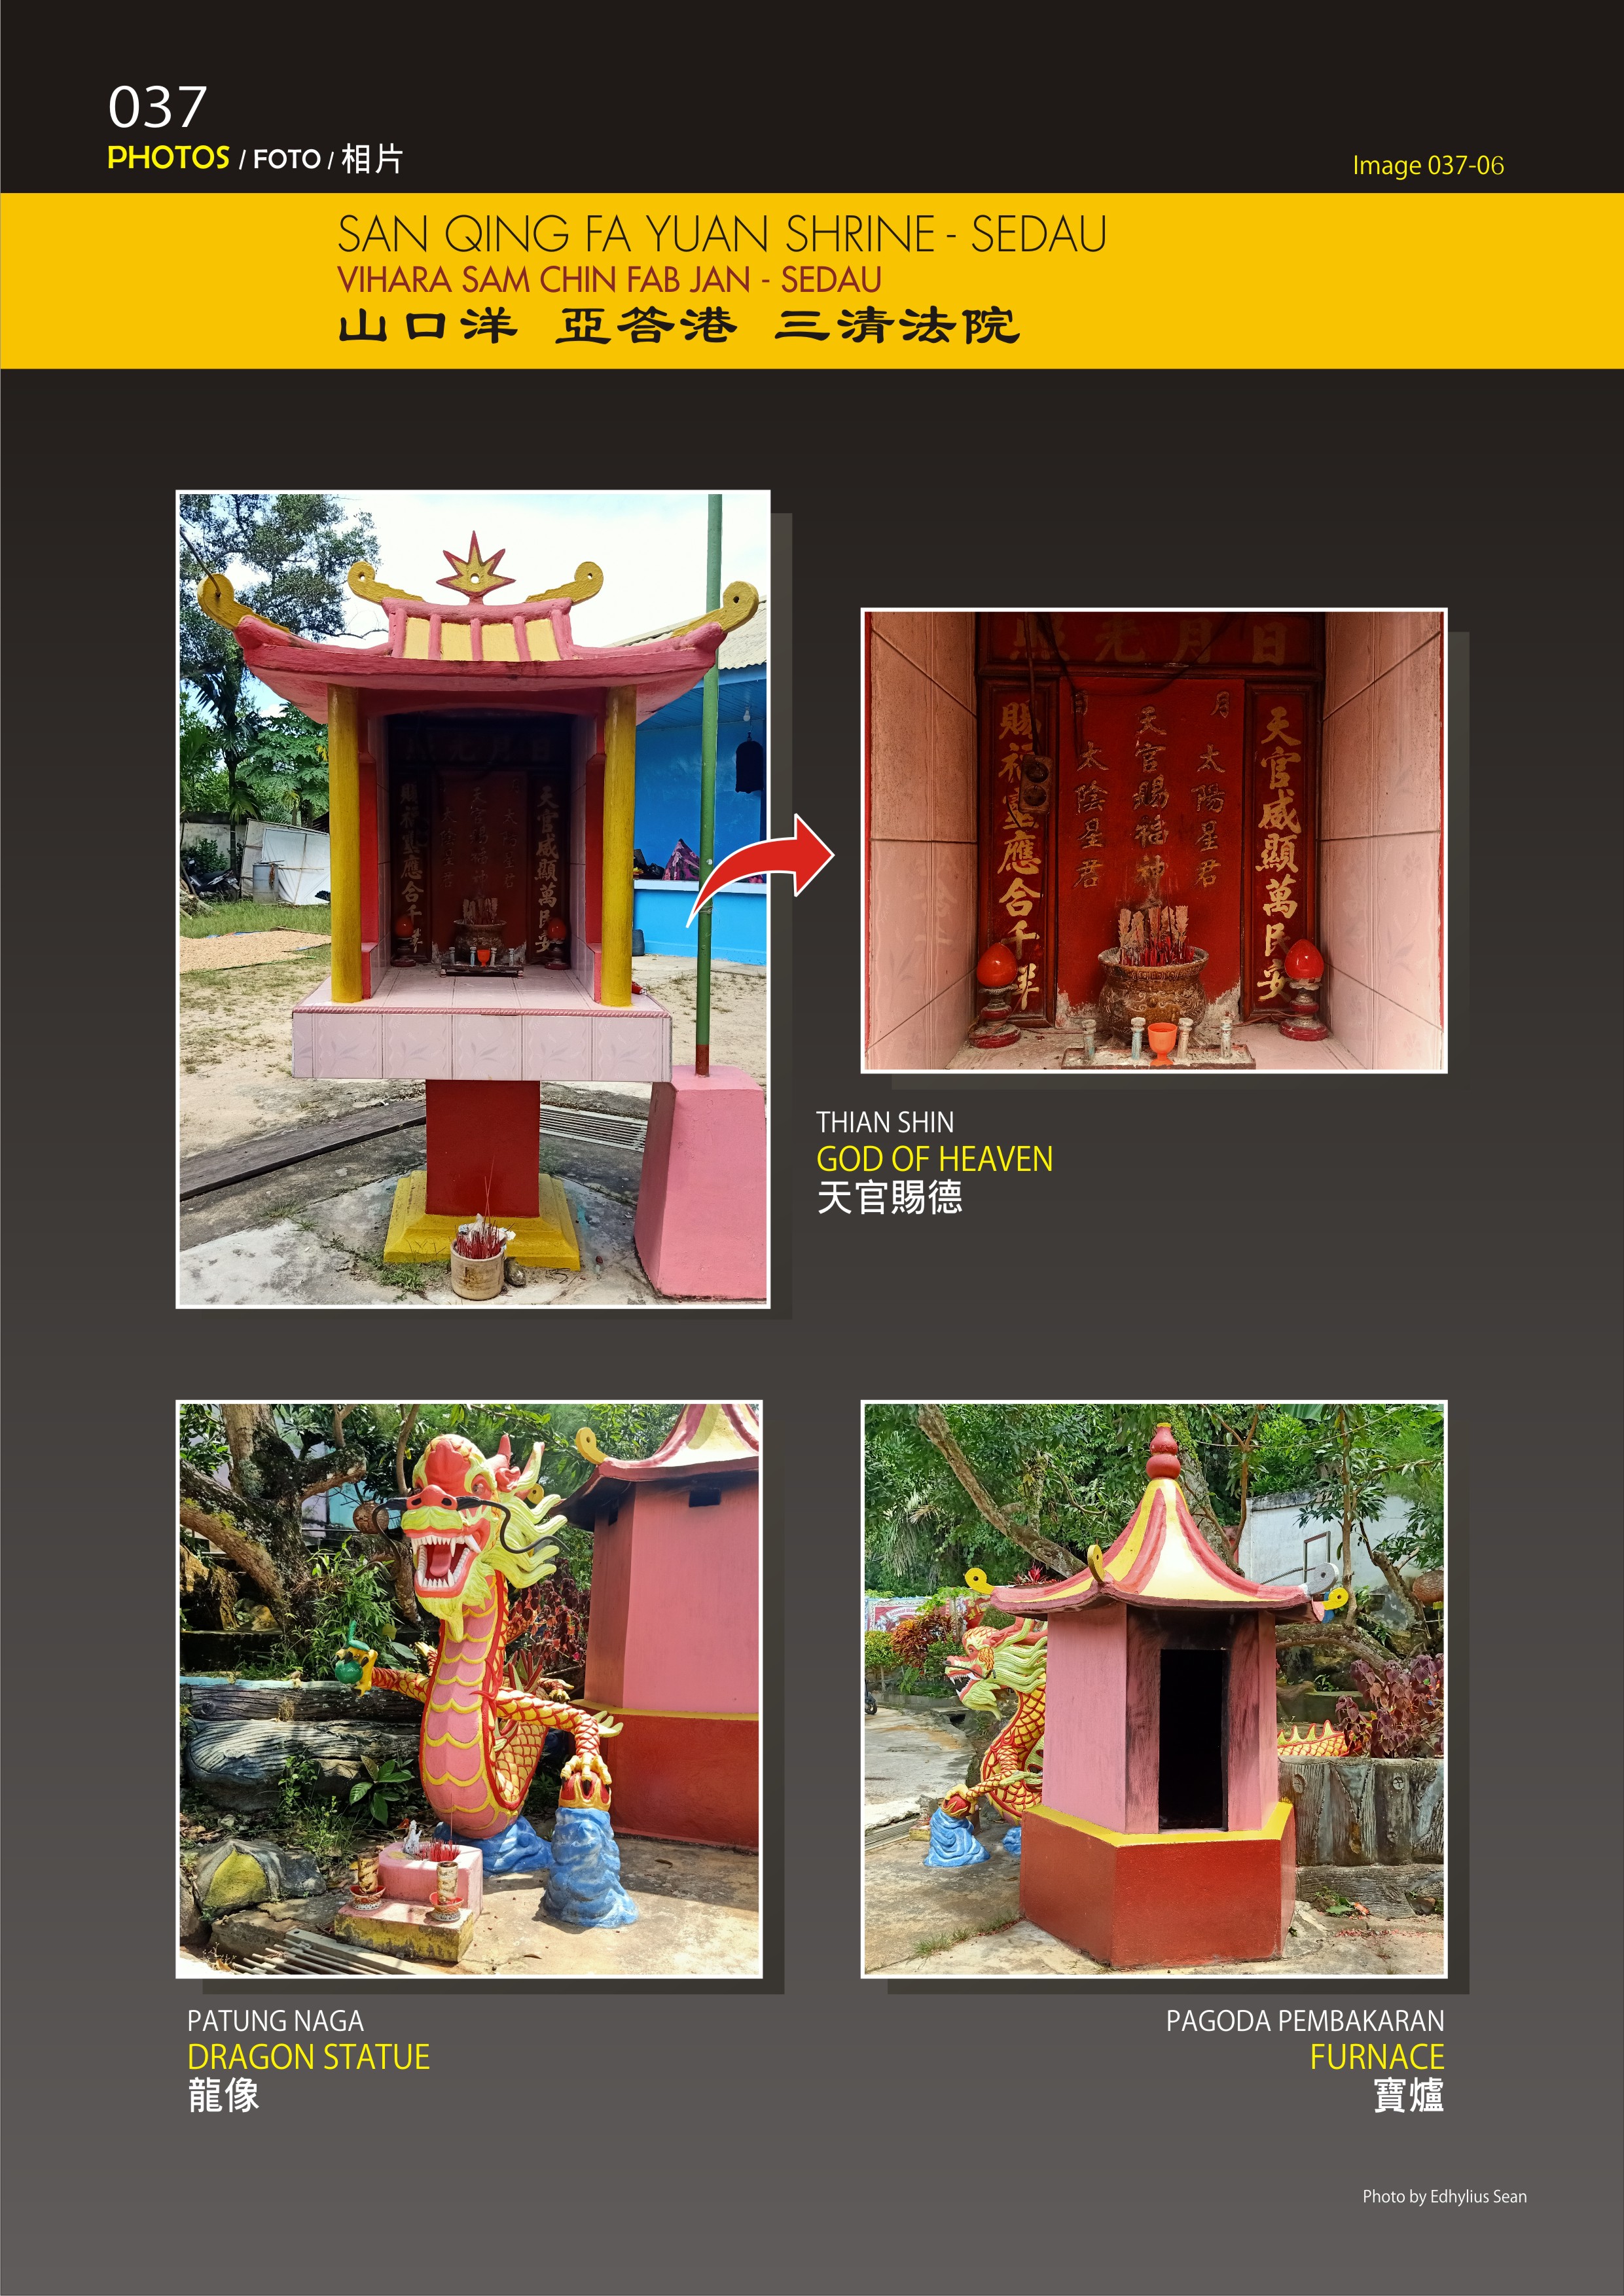 037
PHOTOS / FOTO / 相片
Image 037-06
SAN QING FA YUAN SHRINE - SEDAU
VIHARA SAM CHIN FAB JAN - SEDAU
山口洋 亞答港 三清法院
日月光照
天官威顯萬民安
月 太陽星君
天官賜福神
日 太陰星君
賜福靈應合千
THIAN SHIN
GOD OF HEAVEN
天官賜德
PATUNG NAGA
DRAGON STATUE
龍像
PAGODA PEMBAKARAN
FURNACE
寶爐
Photo by Edhylius Sean